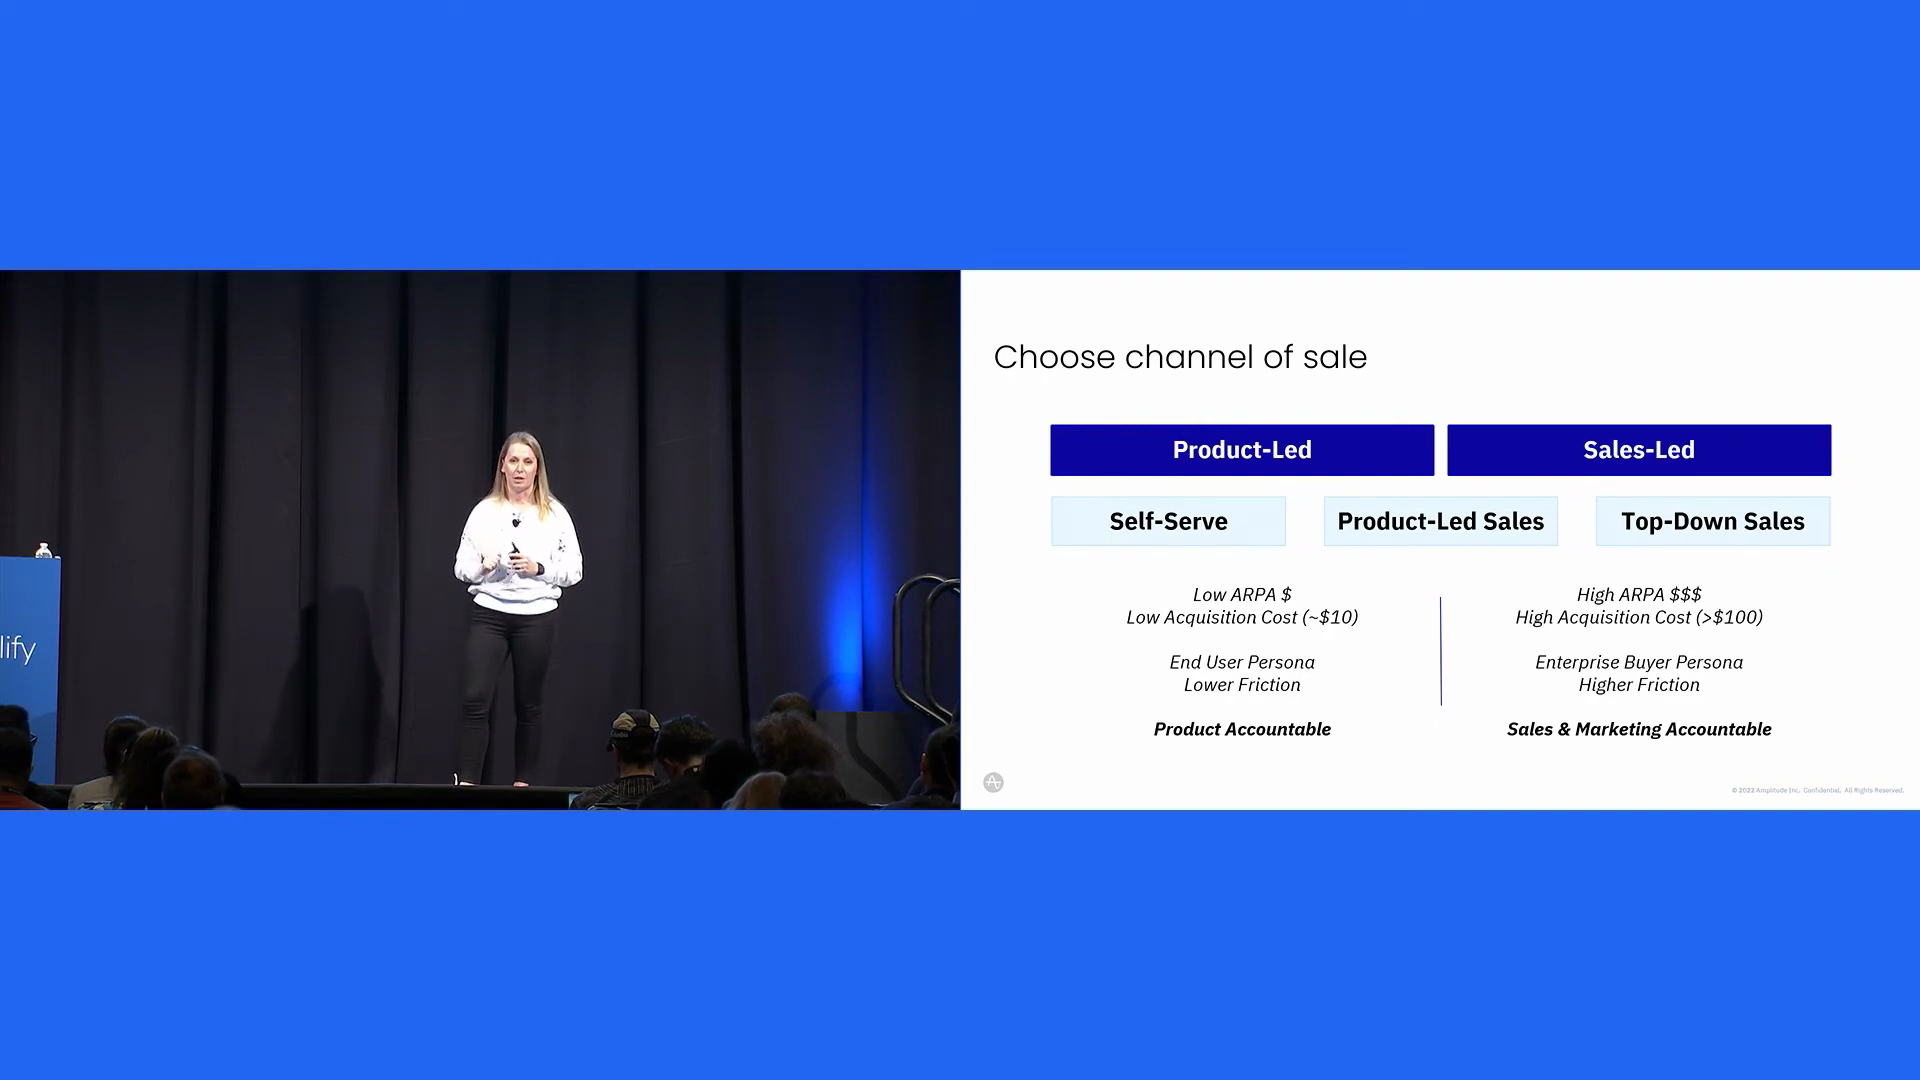 lify
Choose channel of sale
Product-Led
Sales-Led
Self-Serve
Product-Led Sales
Top-Down Sales
Low ARPA $
Low Acquisition Cost (~$10)
End User Persona
Lower Friction
Product Accountable
High ARPA $$$
High Acquisition Cost (>$100)
Enterprise Buyer Persona
Higher Friction
Sales & Marketing Accountable
© 2022 Amplitude Inc. Confidential. All Rights Reserved.